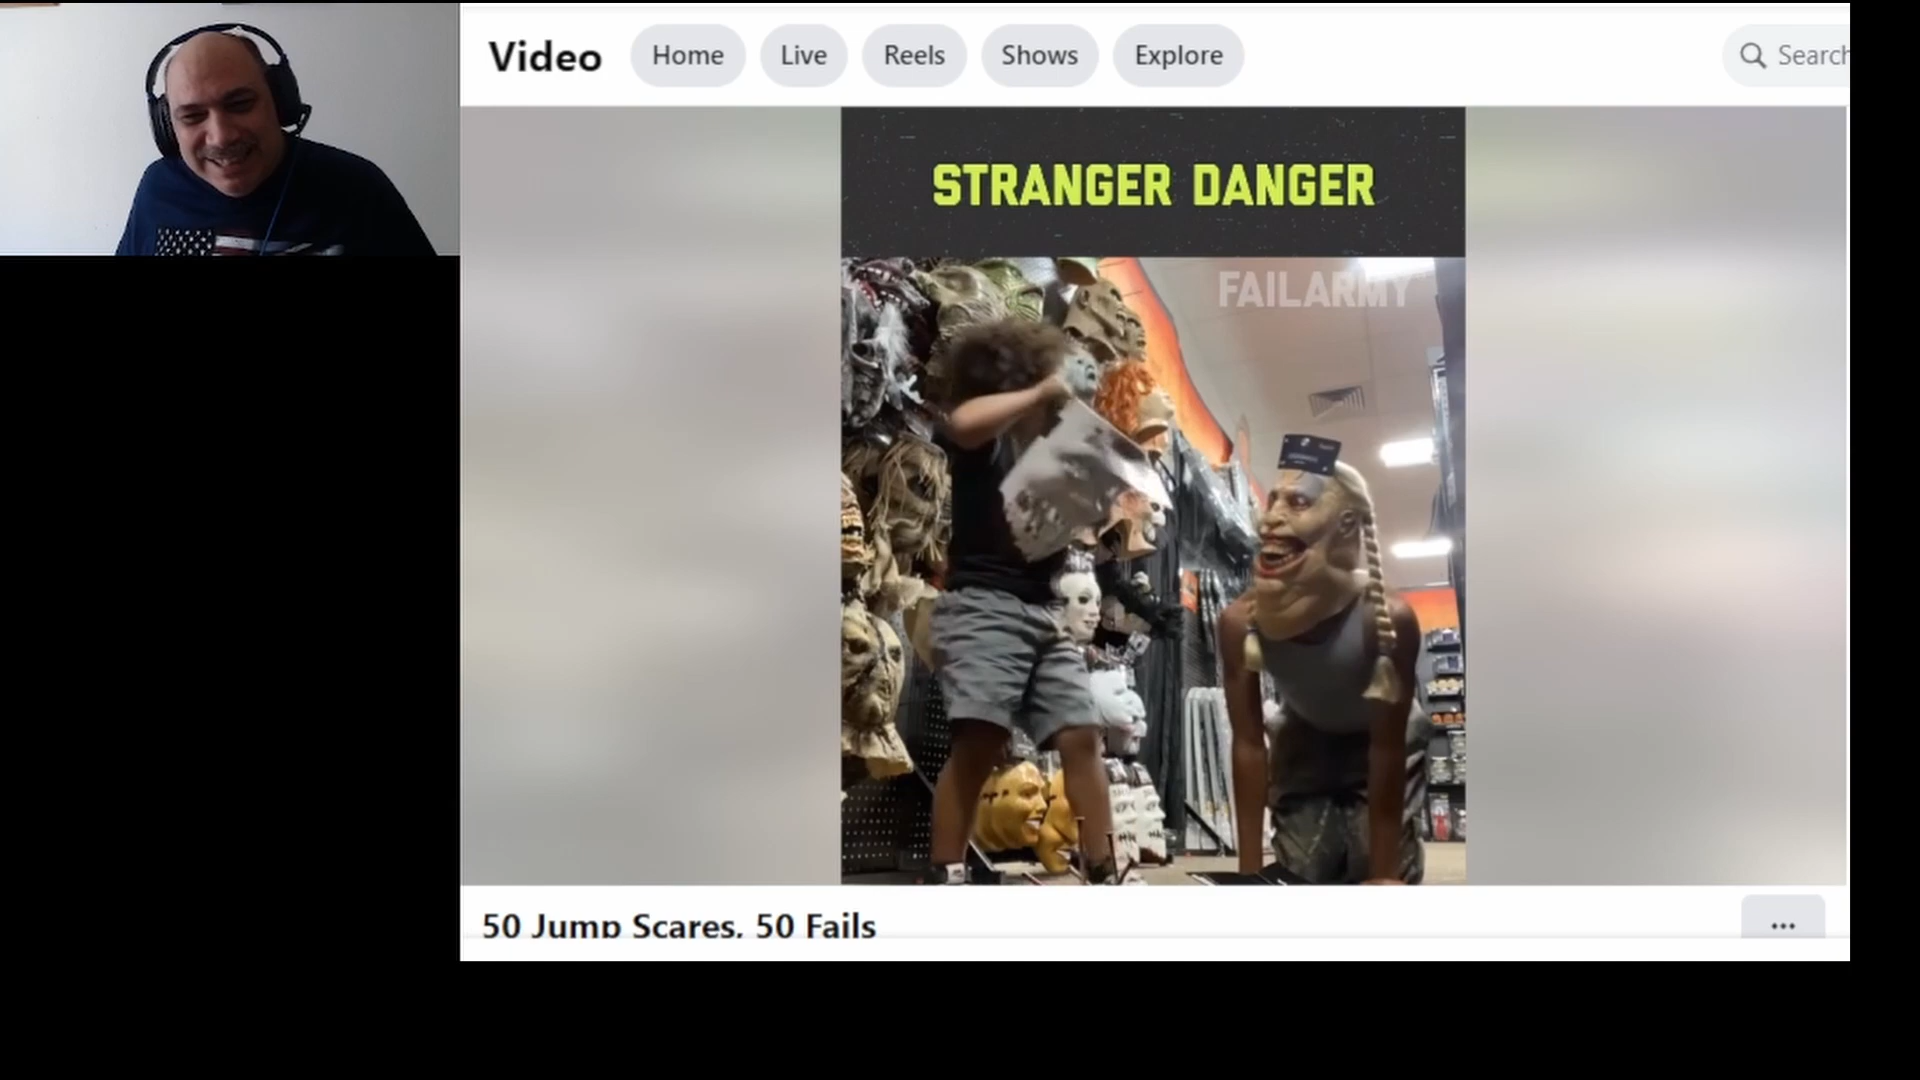 Video
Home
Live
Reels
Shows
Explore
Search
STRANGER DANGER
FAILARMY
50 Jump Scares, 50 Fails